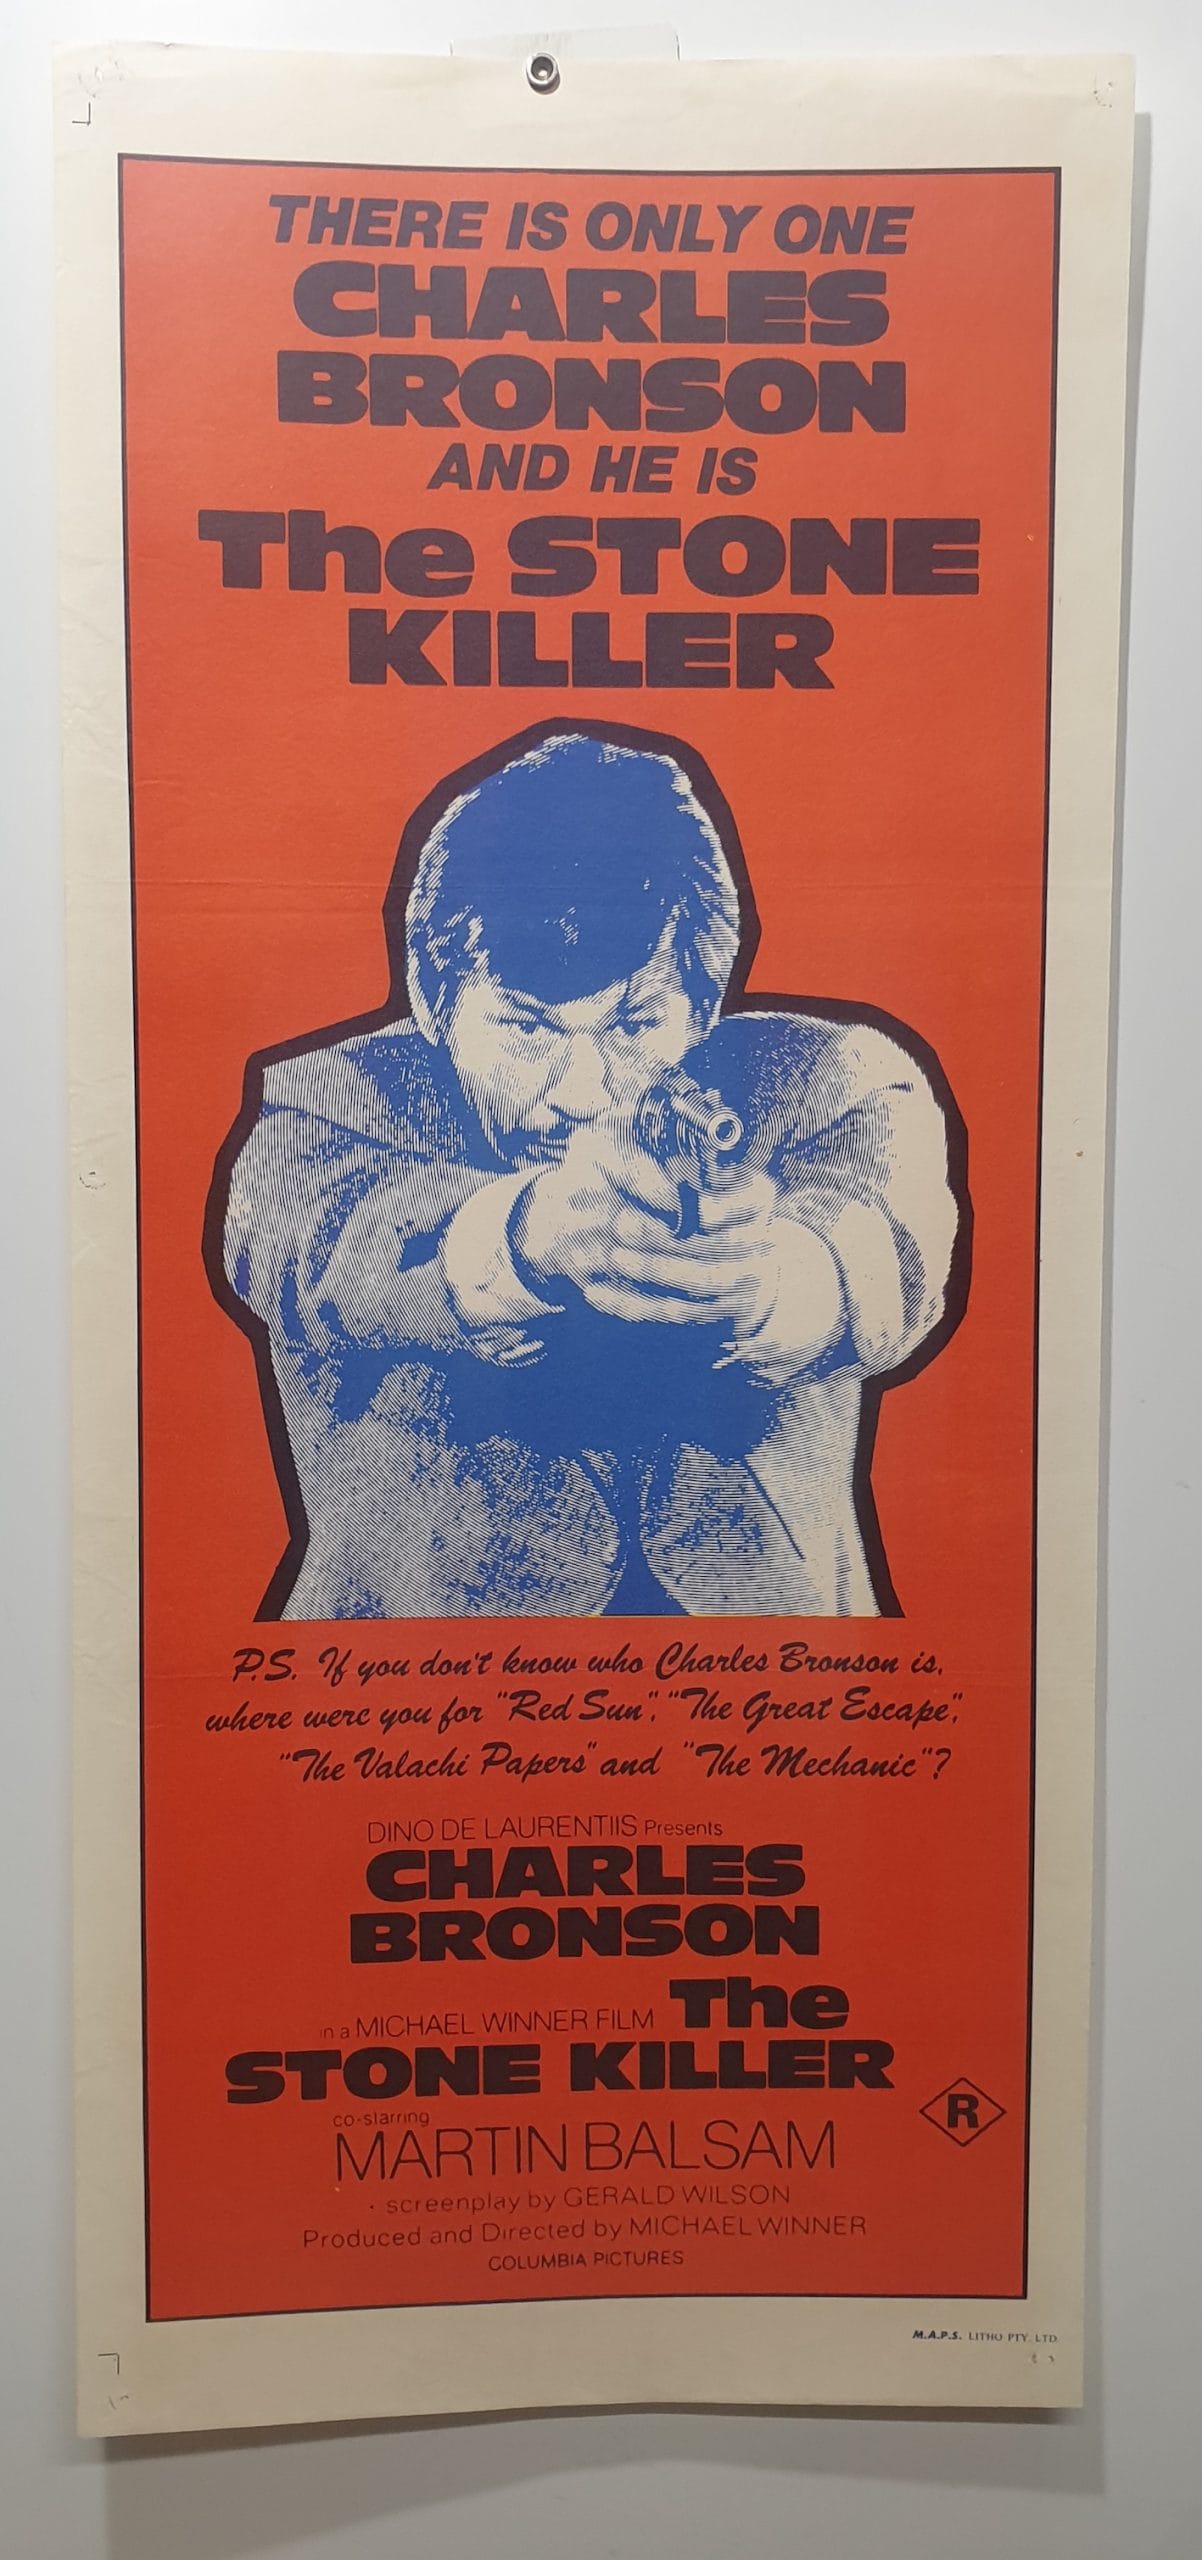 THERE IS ONLY ONE
CHARLES
BRONSON
AND HE IS
The STONE
KILLER
P.S. If you don't know who Charles Bronson is,
where were you for "Red Sun", "The Great Escape",
"The Valachi Papers" and "The Mechanic"?
DINO DE LAURENTIIS Presents
CHARLES
BRONSON
in a MICHAEL WINNER FILM The
STONE KILLER
R
co-starring
MARTIN BALSAM
screenplay by GERALD WILSON
Produced and Directed by MICHAEL WINNER
COLUMBIA PICTURES
M.A.P.S. LITHO PTY. LTD.